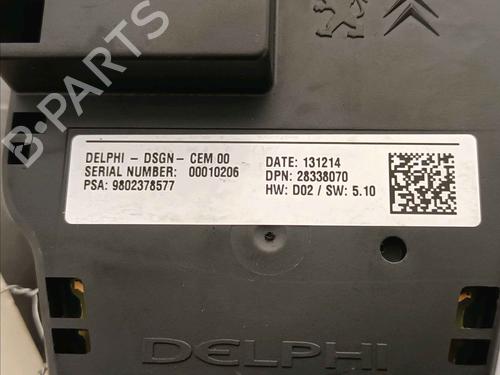 B-PARTS
DELPHI - DSGN- CEM 00
SERIAL NUMBER: 00010206
PSA: 9802378577
DATE: 131214
DPN: 28338070
HW: D02 / SW: 5.10
DELPHI